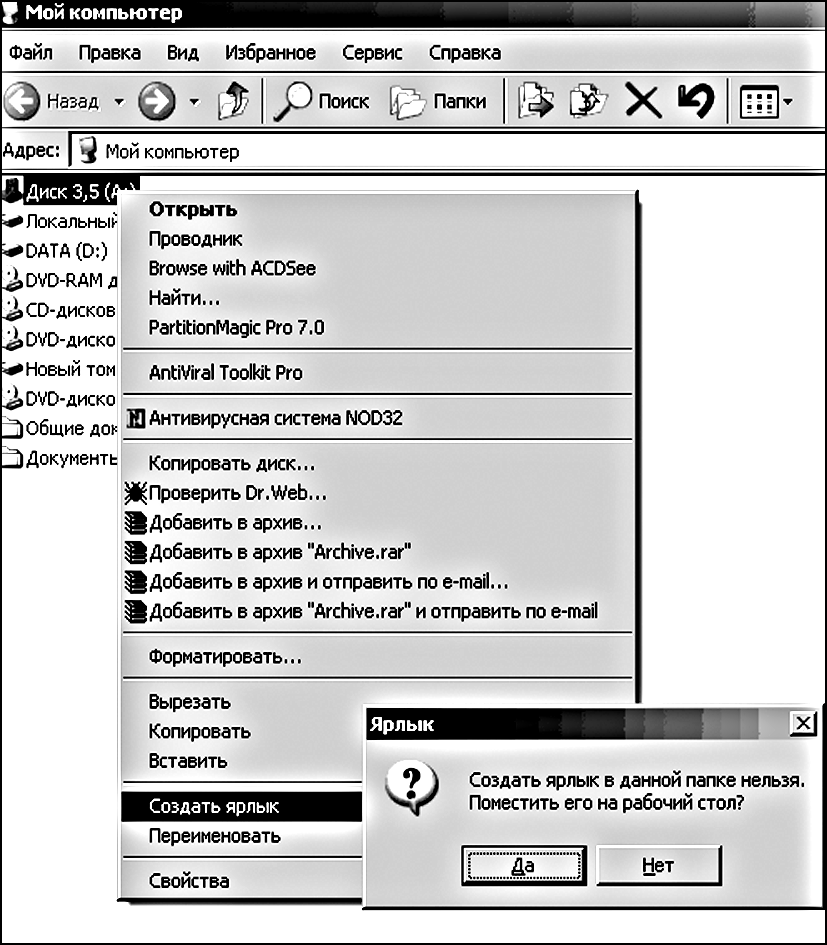 Мой компьютер
Файл Правка Вид Избранное Сервис Справка
Назад Поиск Папки
Адрес: Мой компьютер
Диск 3,5 (A:)
Локальный
DATA (D:)
DVD-RAM
CD-дисков
DVD-диско
Новый том
DVD-диско
Общие
Документы
Открыть
Проводник
Browse with ACDSee
Найти...
PartitionMagic Pro 7.0
AntiViral Toolkit Pro
Антивирусная система NOD32
Копировать диск...
Проверить Dr.Web...
Добавить в архив...
Добавить в архив "Archive.rar"
Добавить в архив и отправить по e-mail...
Добавить в архив "Archive.rar" и отправить по e-mail
Форматировать...
Вырезать
Копировать
Вставить
Создать ярлык
Переименовать
Свойства
Ярлык
Создать ярлык в данной папке нельзя.
Поместить его на рабочий стол?
Да Нет